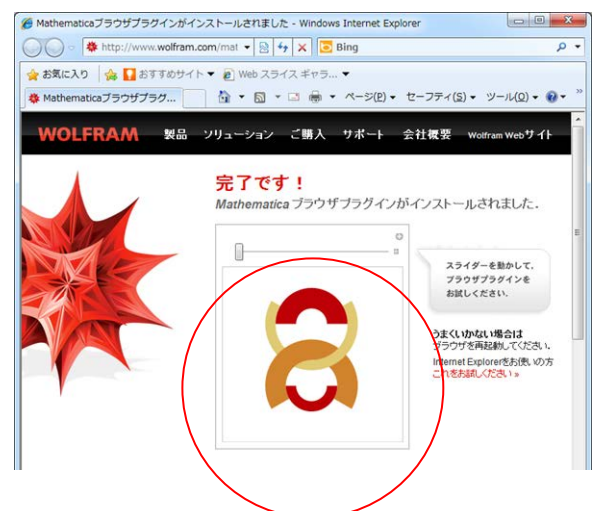 Mathematicaブラウザプラグインがインストールされました - Windows Internet Explorer
http://www.wolfram.com/mat
Bing
お気に入り おすすめサイト Web スライス ギャラ...
Mathematicaブラウザプラグ...
ページ(P) セーフティ(S) ツール(O)
WOLFRAM 製品 ソリューション ご購入 サポート 会社概要 Wolfram Webサイト
完了です！
Mathematica ブラウザプラグインがインストールされました．
スライダーを動かして，
ブラウザプラグインを
お試しください．
うまくいかない場合は
ブラウザを再起動してください．
Internet Explorerをお使いの方
これをお試しください »